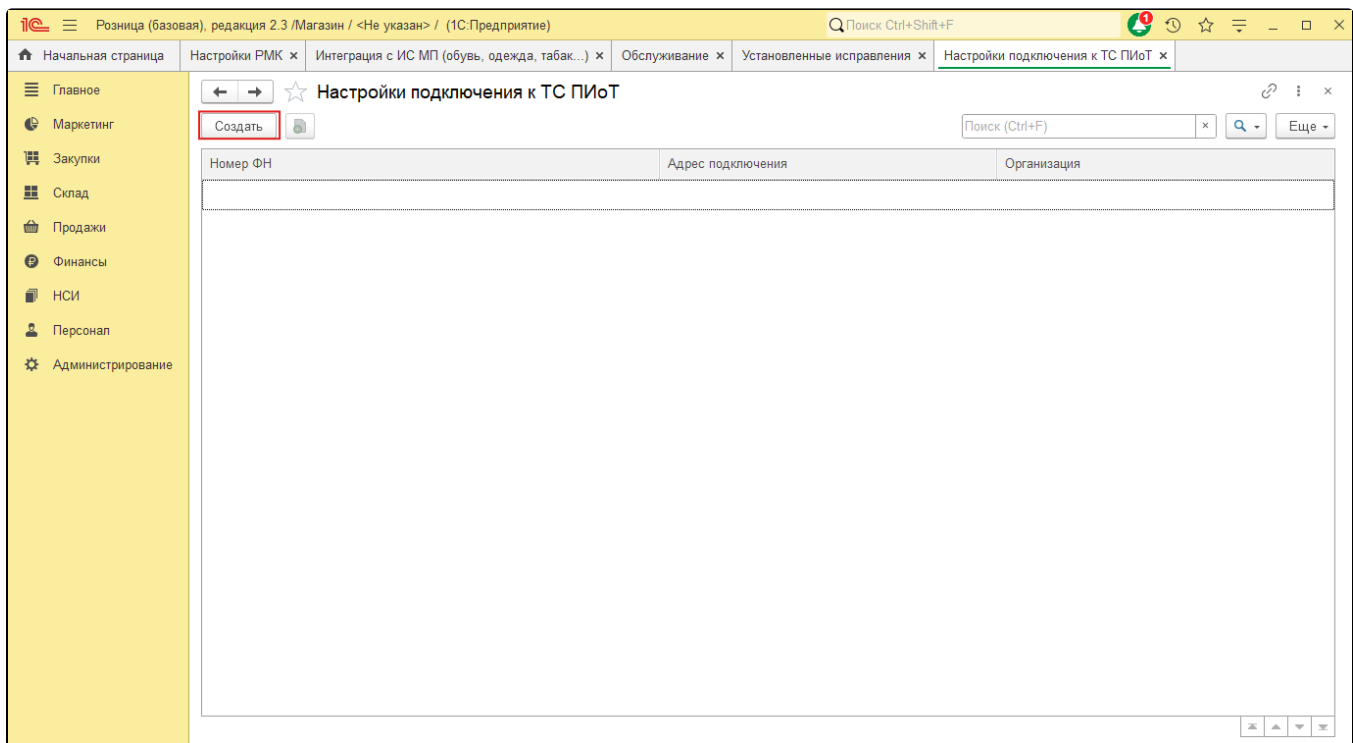 1С Розница (базовая), редакция 2.3 /Магазин / <Не указан> / (1С:Предприятие) Поиск Ctrl+Shift+F 1
Начальная страница Настройки РМК × Интеграция с ИС МП (обувь, одежда, табак...) × Обслуживание × Установленные исправления × Настройки подключения к ТС ПИоТ ×
Главное
Настройки подключения к ТС ПИоТ
Маркетинг
Создать Поиск (Ctrl+F) × Еще
Закупки
Номер ФН Адрес подключения Организация
Склад
Продажи
Финансы
НСИ
Персонал
Администрирование